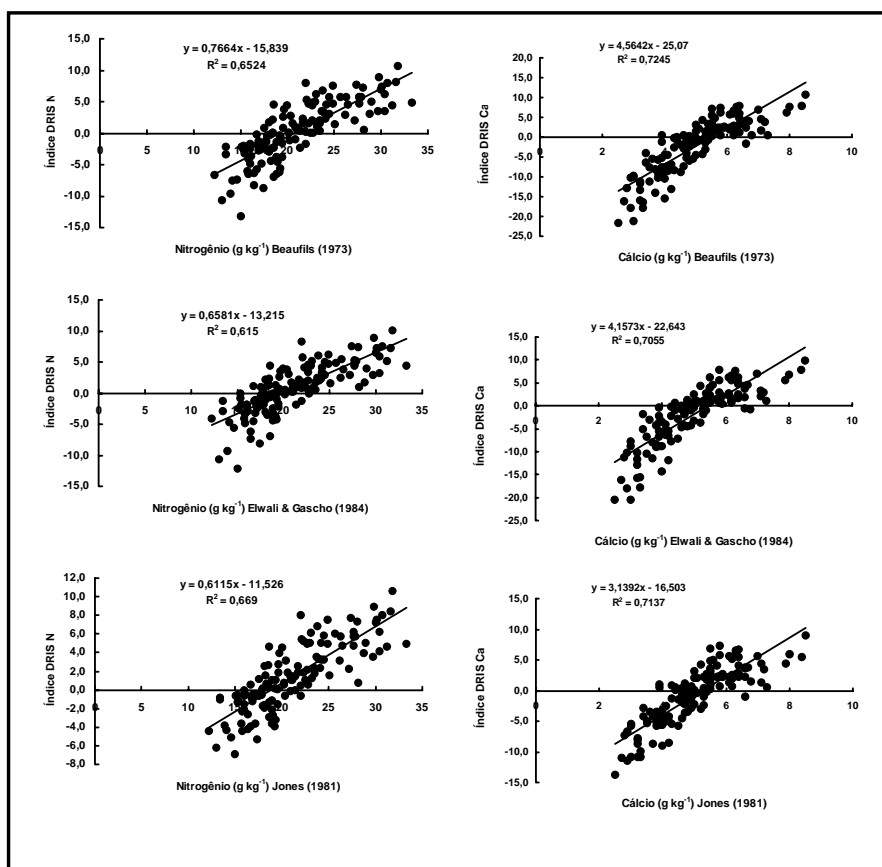 y = 0,7664x - 15,839
R² = 0,6524
15,0
10,0
5,0
0,0
-5,0
-10,0
-15,0
0 5 10 15 20 25 30 35
Índice DRIS N
Nitrogênio (g kg⁻¹) Beaufils (1973)
y = 4,5642x - 25,07
R² = 0,7245
20,0
15,0
10,0
5,0
0,0
-5,0
-10,0
-15,0
-20,0
-25,0
0 2 4 6 8 10
Índice DRIS Ca
Cálcio (g kg⁻¹) Beaufils (1973)
y = 0,6581x - 13,215
R² = 0,615
15,0
10,0
5,0
0,0
-5,0
-10,0
-15,0
0 5 10 15 20 25 30 35
Índice DRIS N
Nitrogênio (g kg⁻¹) Elwali & Gascho (1984)
y = 4,1573x - 22,643
R² = 0,7055
20,0
15,0
10,0
5,0
0,0
-5,0
-10,0
-15,0
-20,0
-25,0
0 2 4 6 8 10
Índice DRIS Ca
Cálcio (g kg⁻¹) Elwali & Gascho (1984)
y = 0,6115x - 11,526
R² = 0,669
12,0
10,0
8,0
6,0
4,0
2,0
0,0
-2,0
-4,0
-6,0
-8,0
0 5 10 15 20 25 30 35
Índice DRIS N
Nitrogênio (g kg⁻¹) Jones (1981)
y = 3,1392x - 16,503
R² = 0,7137
15,0
10,0
5,0
0,0
-5,0
-10,0
-15,0
0 2 4 6 8 10
Índice DRIS Ca
Cálcio (g kg⁻¹) Jones (1981)